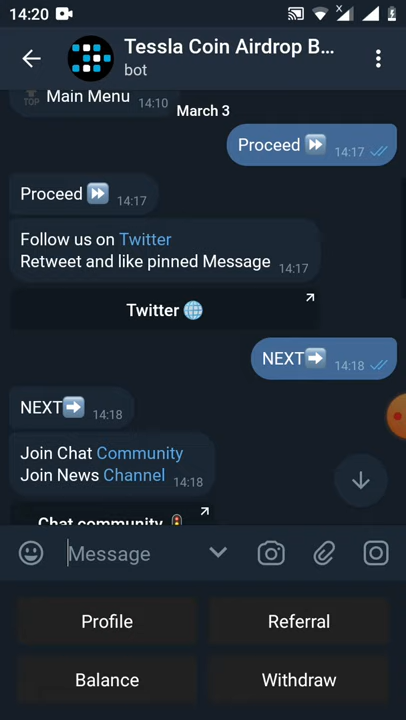 14:20
Tessla Coin Airdrop B...
bot
TOP Main Menu 14:10
March 3
Proceed ⏩ 14:17
Proceed ⏩ 14:17
Follow us on Twitter
Retweet and like pinned Message 14:17
Twitter 🌐
NEXT➡️ 14:18
NEXT➡️ 14:18
Join Chat Community
Join News Channel 14:18
Chat community 🚦
Message
Profile
Referral
Balance
Withdraw